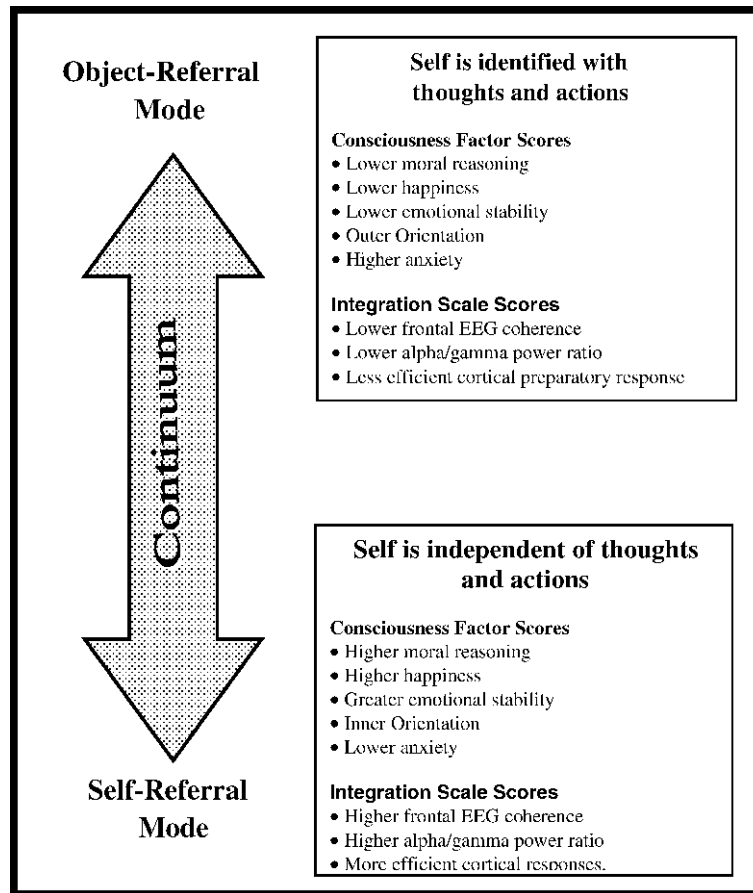 Object-Referral
Mode
Continuum
Self-Referral
Mode
Self is identified with
thoughts and actions
Consciousness Factor Scores
• Lower moral reasoning
• Lower happiness
• Lower emotional stability
• Outer Orientation
• Higher anxiety
Integration Scale Scores
• Lower frontal EEG coherence
• Lower alpha/gamma power ratio
• Less efficient cortical preparatory response
Self is independent of thoughts
and actions
Consciousness Factor Scores
• Higher moral reasoning
• Higher happiness
• Greater emotional stability
• Inner Orientation
• Lower anxiety
Integration Scale Scores
• Higher frontal EEG coherence
• Higher alpha/gamma power ratio
• More efficient cortical responses.